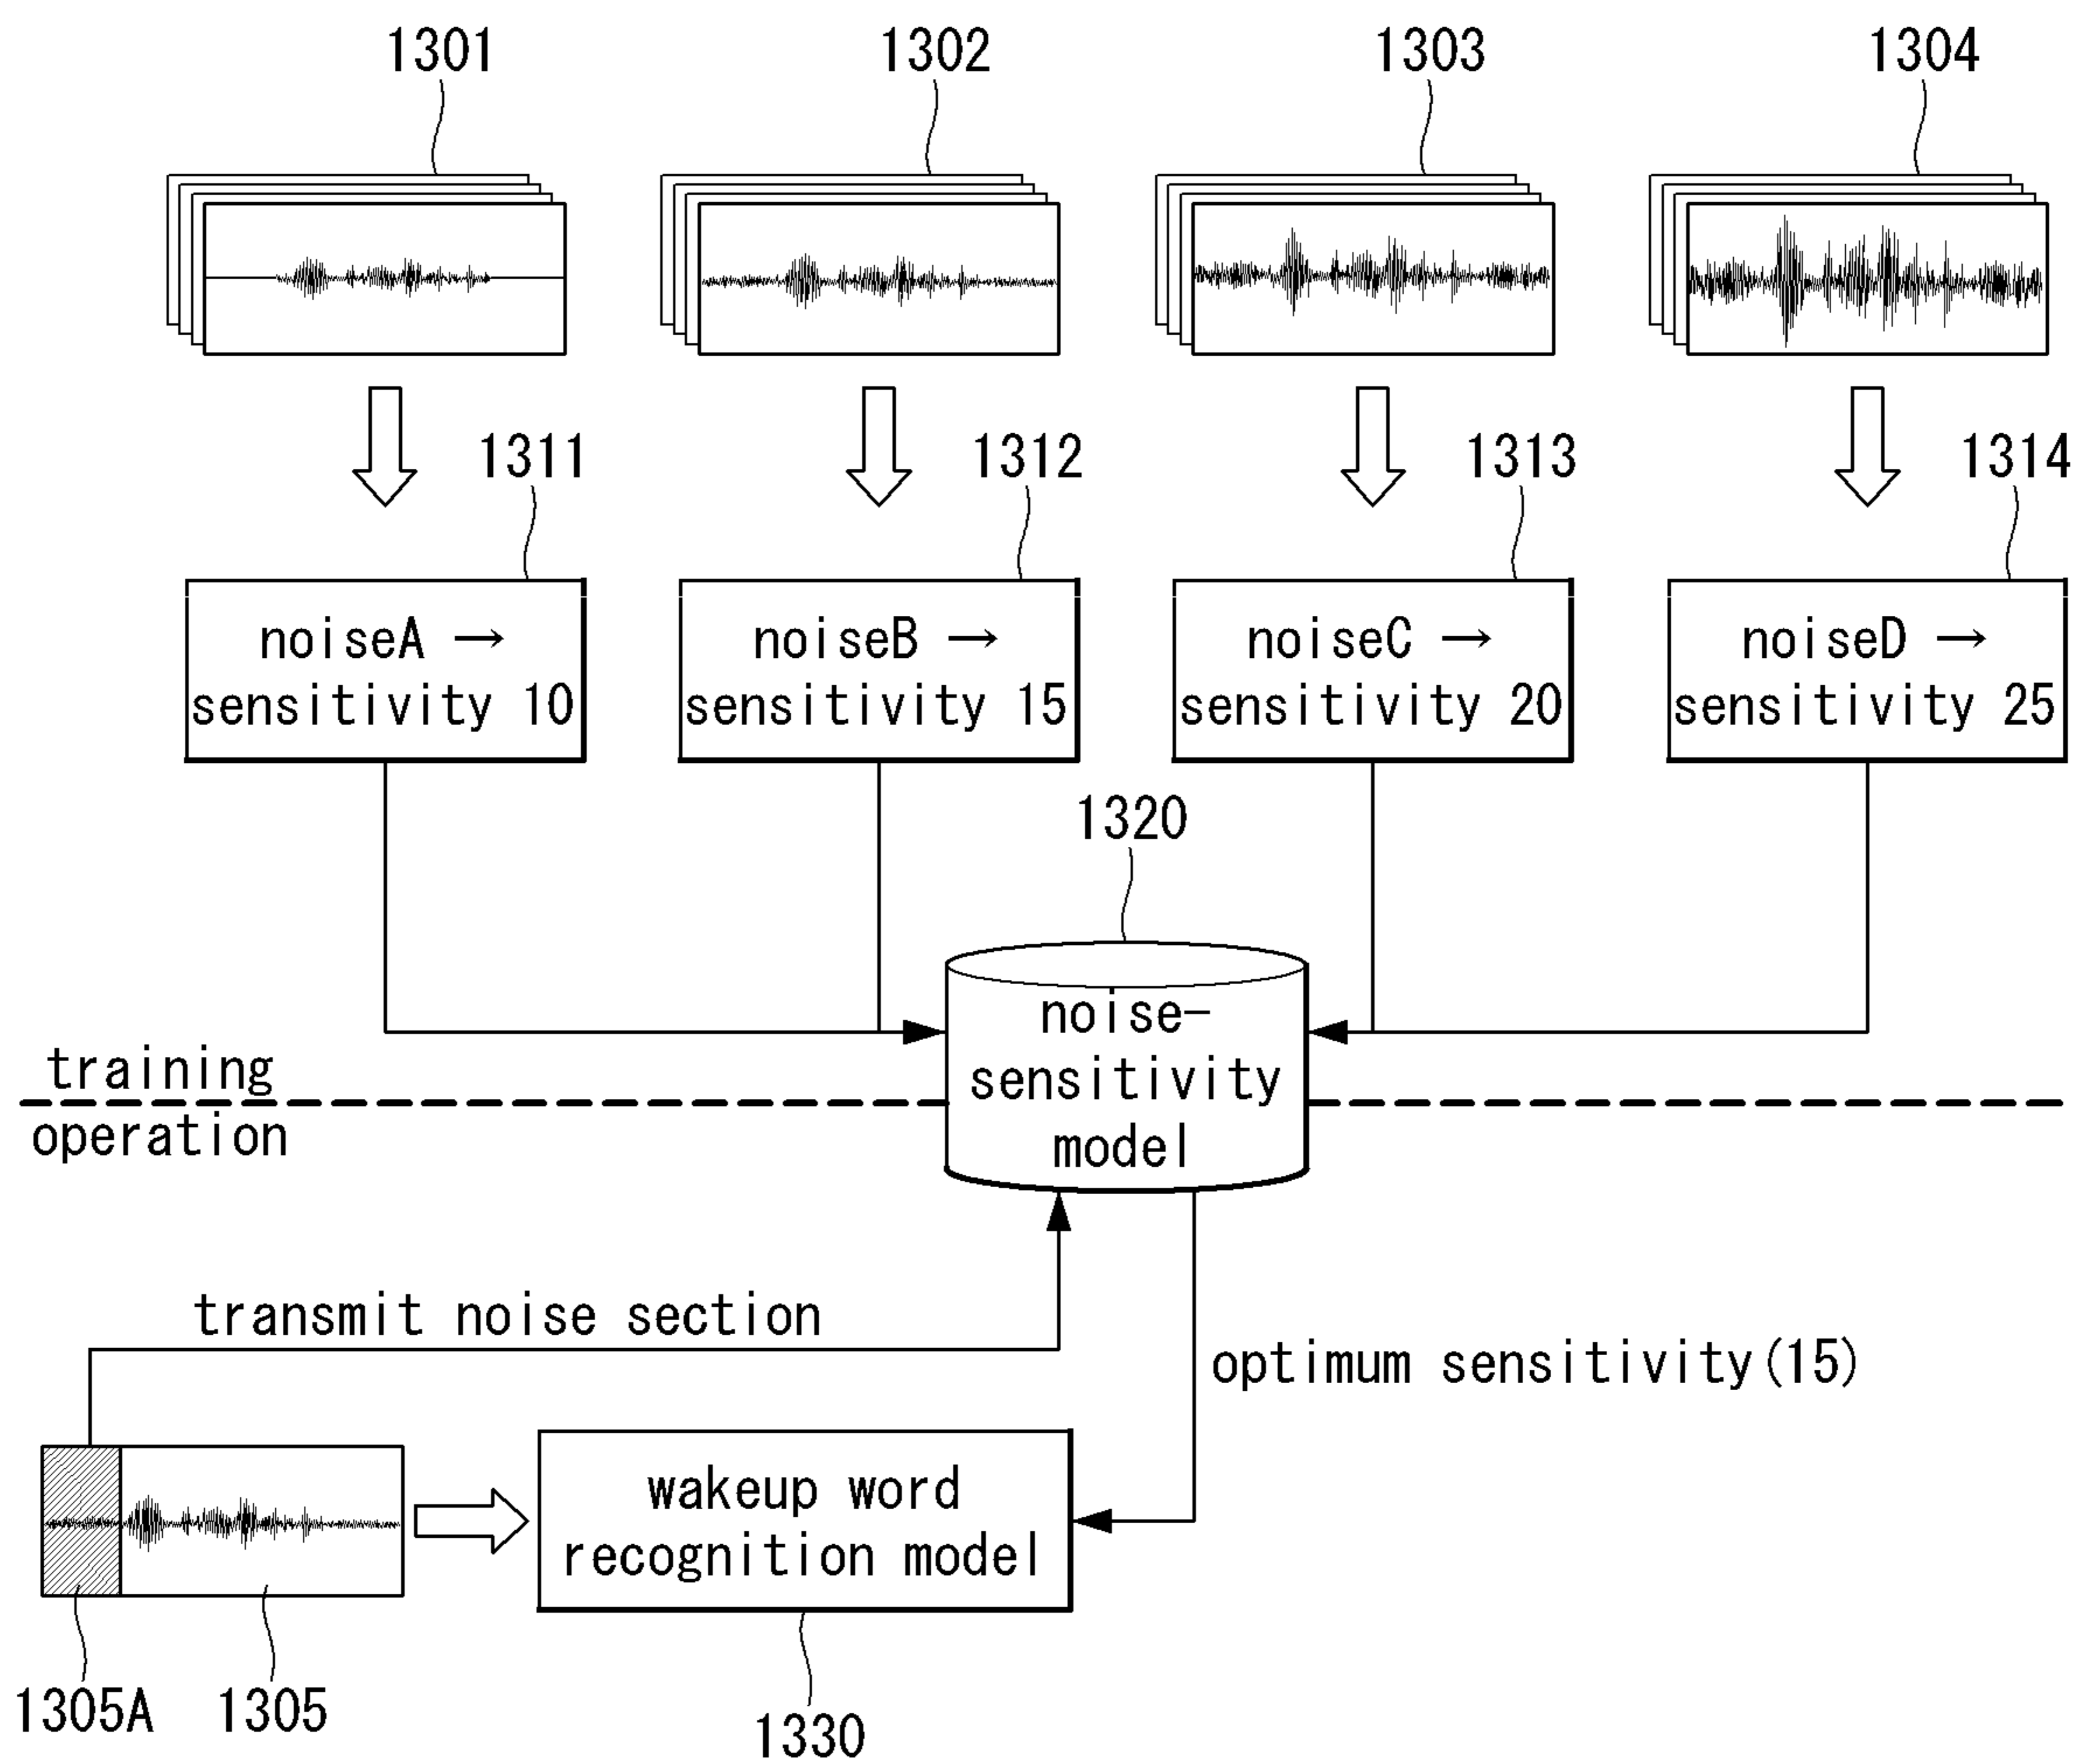 1301
1302
1303
1304
1311
1312
1313
1314
noiseA →
sensitivity 10
noiseB →
sensitivity 15
noiseC →
sensitivity 20
noiseD →
sensitivity 25
1320
noise-
sensitivity
model
training
operation
transmit noise section
optimum sensitivity(15)
wakeup word
recognition model
1305A
1305
1330